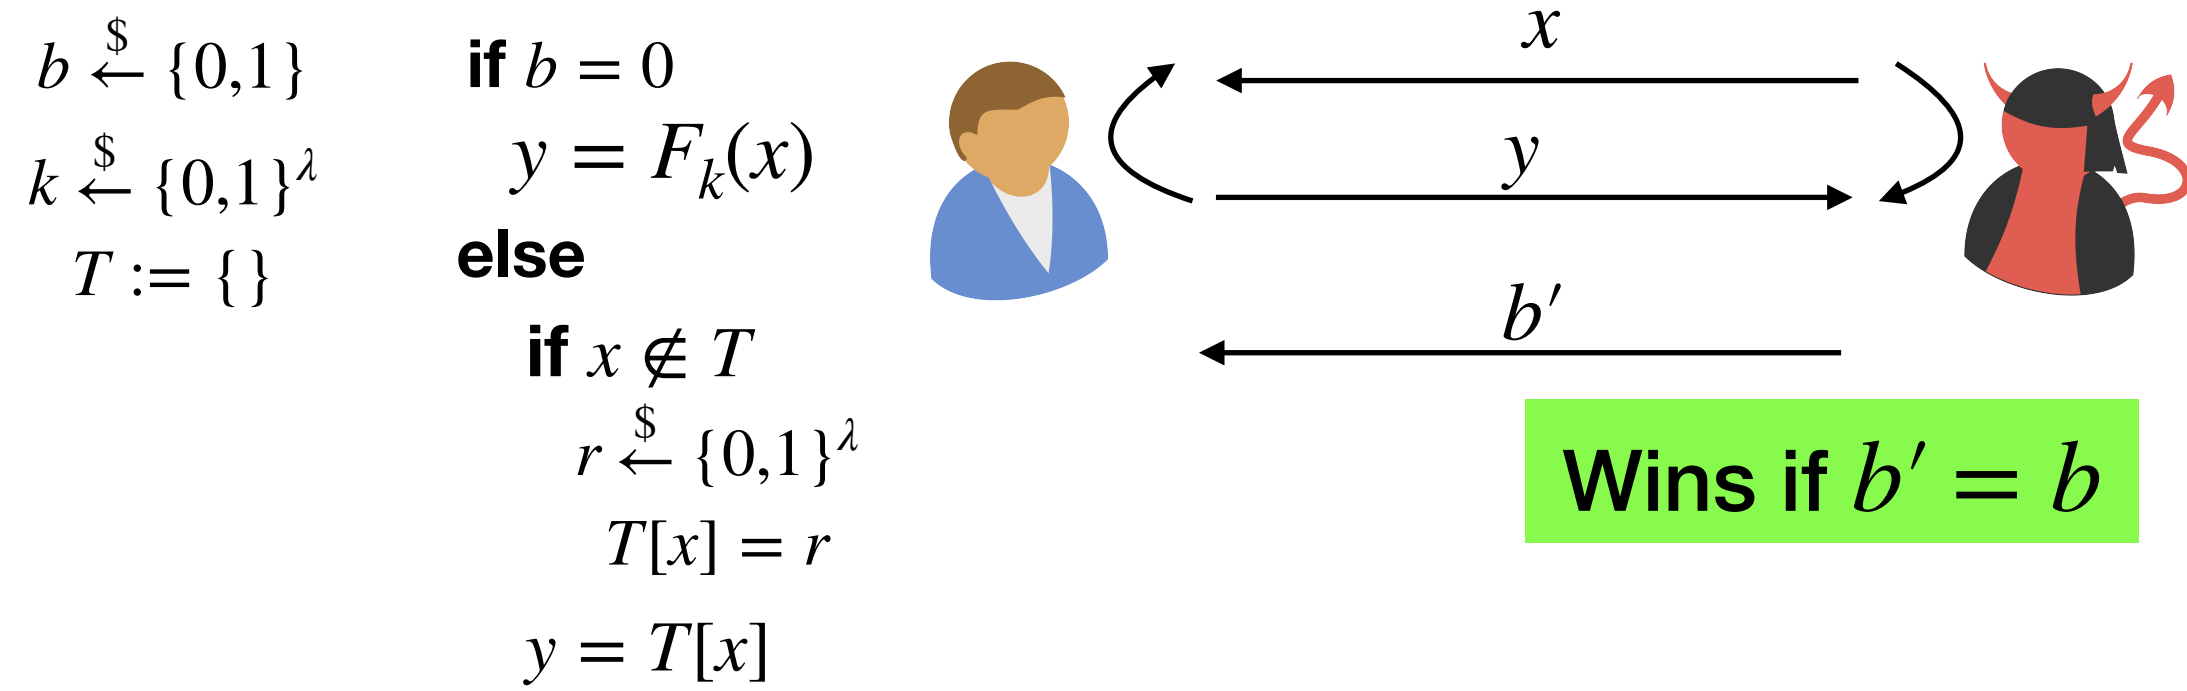 b $← {0,1}
k $← {0,1}^λ
T := {}
if b = 0
y = F_k(x)
else
if x ∉ T
r $← {0,1}^λ
T[x] = r
y = T[x]
x
y
b′
Wins if b′ = b